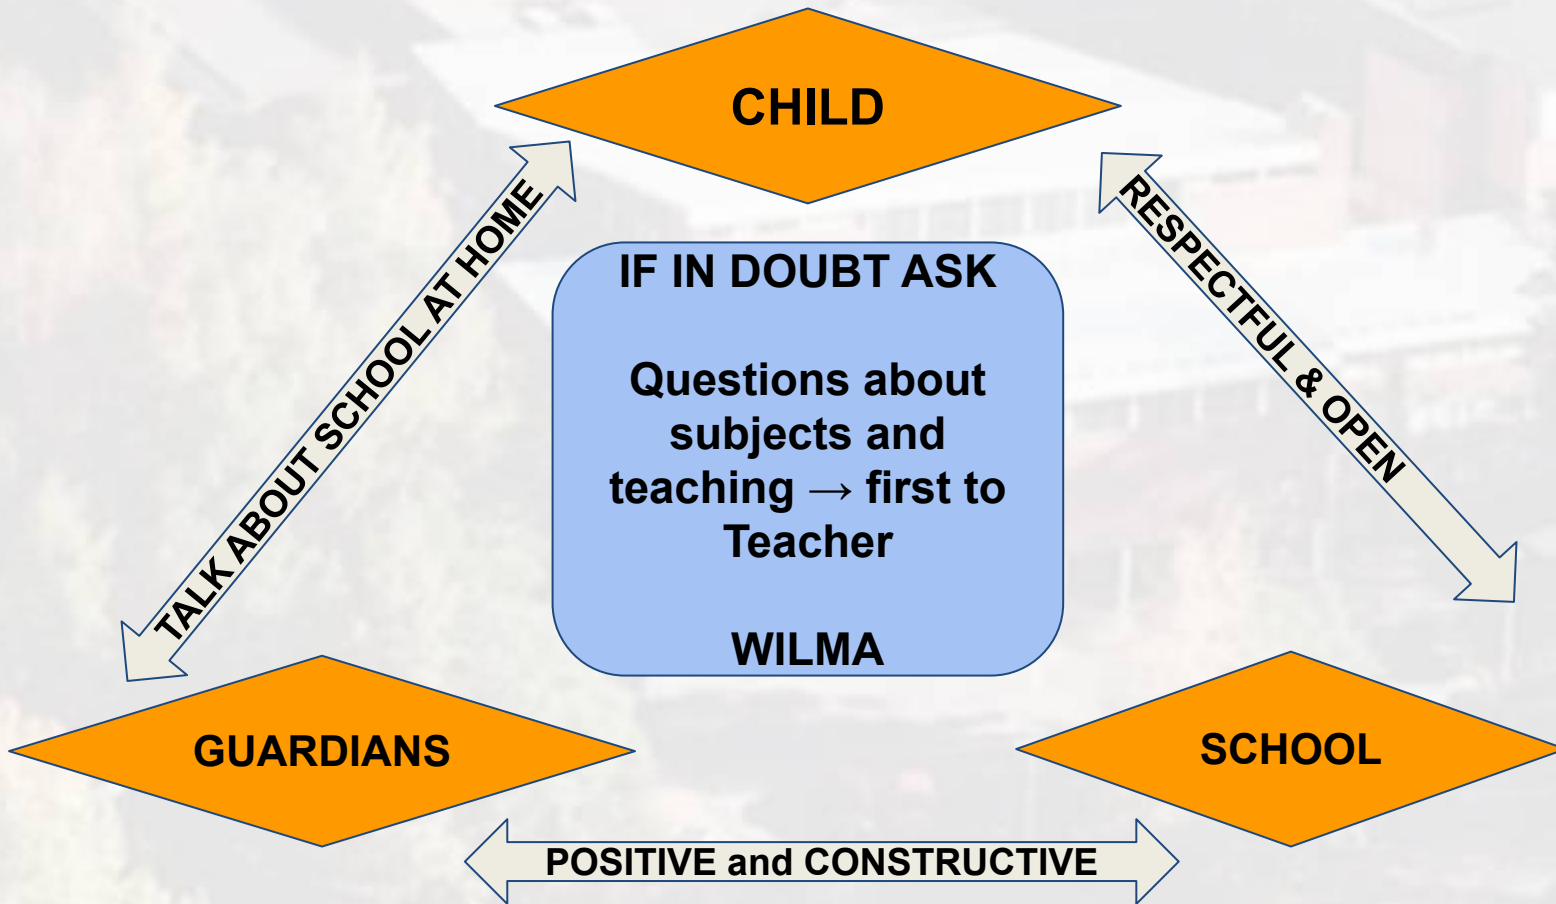 CHILD
TALK ABOUT SCHOOL AT HOME
RESPECTFUL & OPEN
IF IN DOUBT ASK
Questions about
subjects and
teaching → first to
Teacher
WILMA
GUARDIANS
SCHOOL
POSITIVE and CONSTRUCTIVE